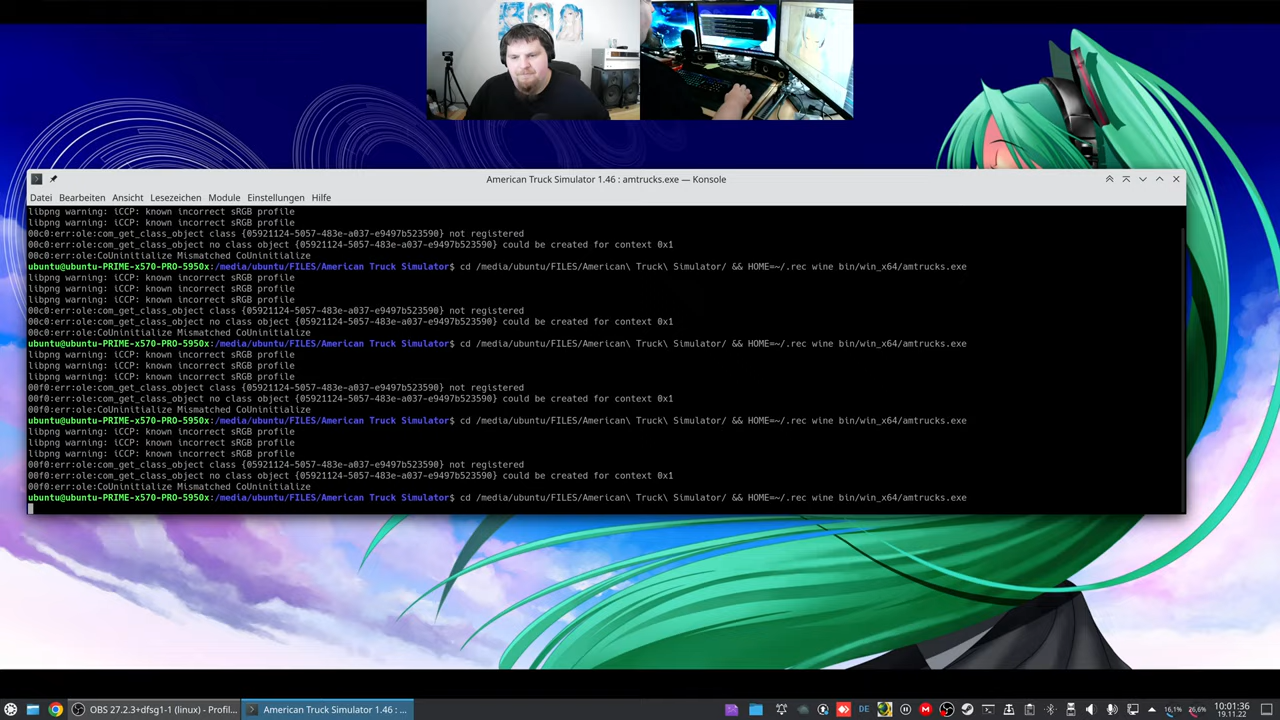 American Truck Simulator 1.46 : amtrucks.exe — Konsole
Datei Bearbeiten Ansicht Lesezeichen Module Einstellungen Hilfe
libpng warning: iCCP: known incorrect sRGB profile
libpng warning: iCCP: known incorrect sRGB profile
00c0:err:ole:com_get_class_object class {05921124-5057-483e-a037-e9497b523590} not registered
00c0:err:ole:com_get_class_object no class object {05921124-5057-483e-a037-e9497b523590} could be created for context 0x1
00c0:err:ole:CoUninitialize Mismatched CoUninitialize
ubuntu@ubuntu-PRIME-x570-PRO-5950x:/media/ubuntu/FILES/American Truck Simulator$ cd /media/ubuntu/FILES/American\ Truck\ Simulator/ && HOME=~/.rec wine bin/win_x64/amtrucks.exe
libpng warning: iCCP: known incorrect sRGB profile
libpng warning: iCCP: known incorrect sRGB profile
libpng warning: iCCP: known incorrect sRGB profile
00c0:err:ole:com_get_class_object class {05921124-5057-483e-a037-e9497b523590} not registered
00c0:err:ole:com_get_class_object no class object {05921124-5057-483e-a037-e9497b523590} could be created for context 0x1
00c0:err:ole:CoUninitialize Mismatched CoUninitialize
ubuntu@ubuntu-PRIME-x570-PRO-5950x:/media/ubuntu/FILES/American Truck Simulator$ cd /media/ubuntu/FILES/American\ Truck\ Simulator/ && HOME=~/.rec wine bin/win_x64/amtrucks.exe
libpng warning: iCCP: known incorrect sRGB profile
libpng warning: iCCP: known incorrect sRGB profile
libpng warning: iCCP: known incorrect sRGB profile
00f0:err:ole:com_get_class_object class {05921124-5057-483e-a037-e9497b523590} not registered
00f0:err:ole:com_get_class_object no class object {05921124-5057-483e-a037-e9497b523590} could be created for context 0x1
00f0:err:ole:CoUninitialize Mismatched CoUninitialize
ubuntu@ubuntu-PRIME-x570-PRO-5950x:/media/ubuntu/FILES/American Truck Simulator$ cd /media/ubuntu/FILES/American\ Truck\ Simulator/ && HOME=~/.rec wine bin/win_x64/amtrucks.exe
libpng warning: iCCP: known incorrect sRGB profile
libpng warning: iCCP: known incorrect sRGB profile
libpng warning: iCCP: known incorrect sRGB profile
00f0:err:ole:com_get_class_object class {05921124-5057-483e-a037-e9497b523590} not registered
00f0:err:ole:com_get_class_object no class object {05921124-5057-483e-a037-e9497b523590} could be created for context 0x1
00f0:err:ole:CoUninitialize Mismatched CoUninitialize
ubuntu@ubuntu-PRIME-x570-PRO-5950x:/media/ubuntu/FILES/American Truck Simulator$ cd /media/ubuntu/FILES/American\ Truck\ Simulator/ && HOME=~/.rec wine bin/win_x64/amtrucks.exe
OBS 27.2.3+dfsg1-1 (linux) - Profil... American Truck Simulator 1.46 : ... DE 16,1% 26,6% 10:01:36
19.11.22